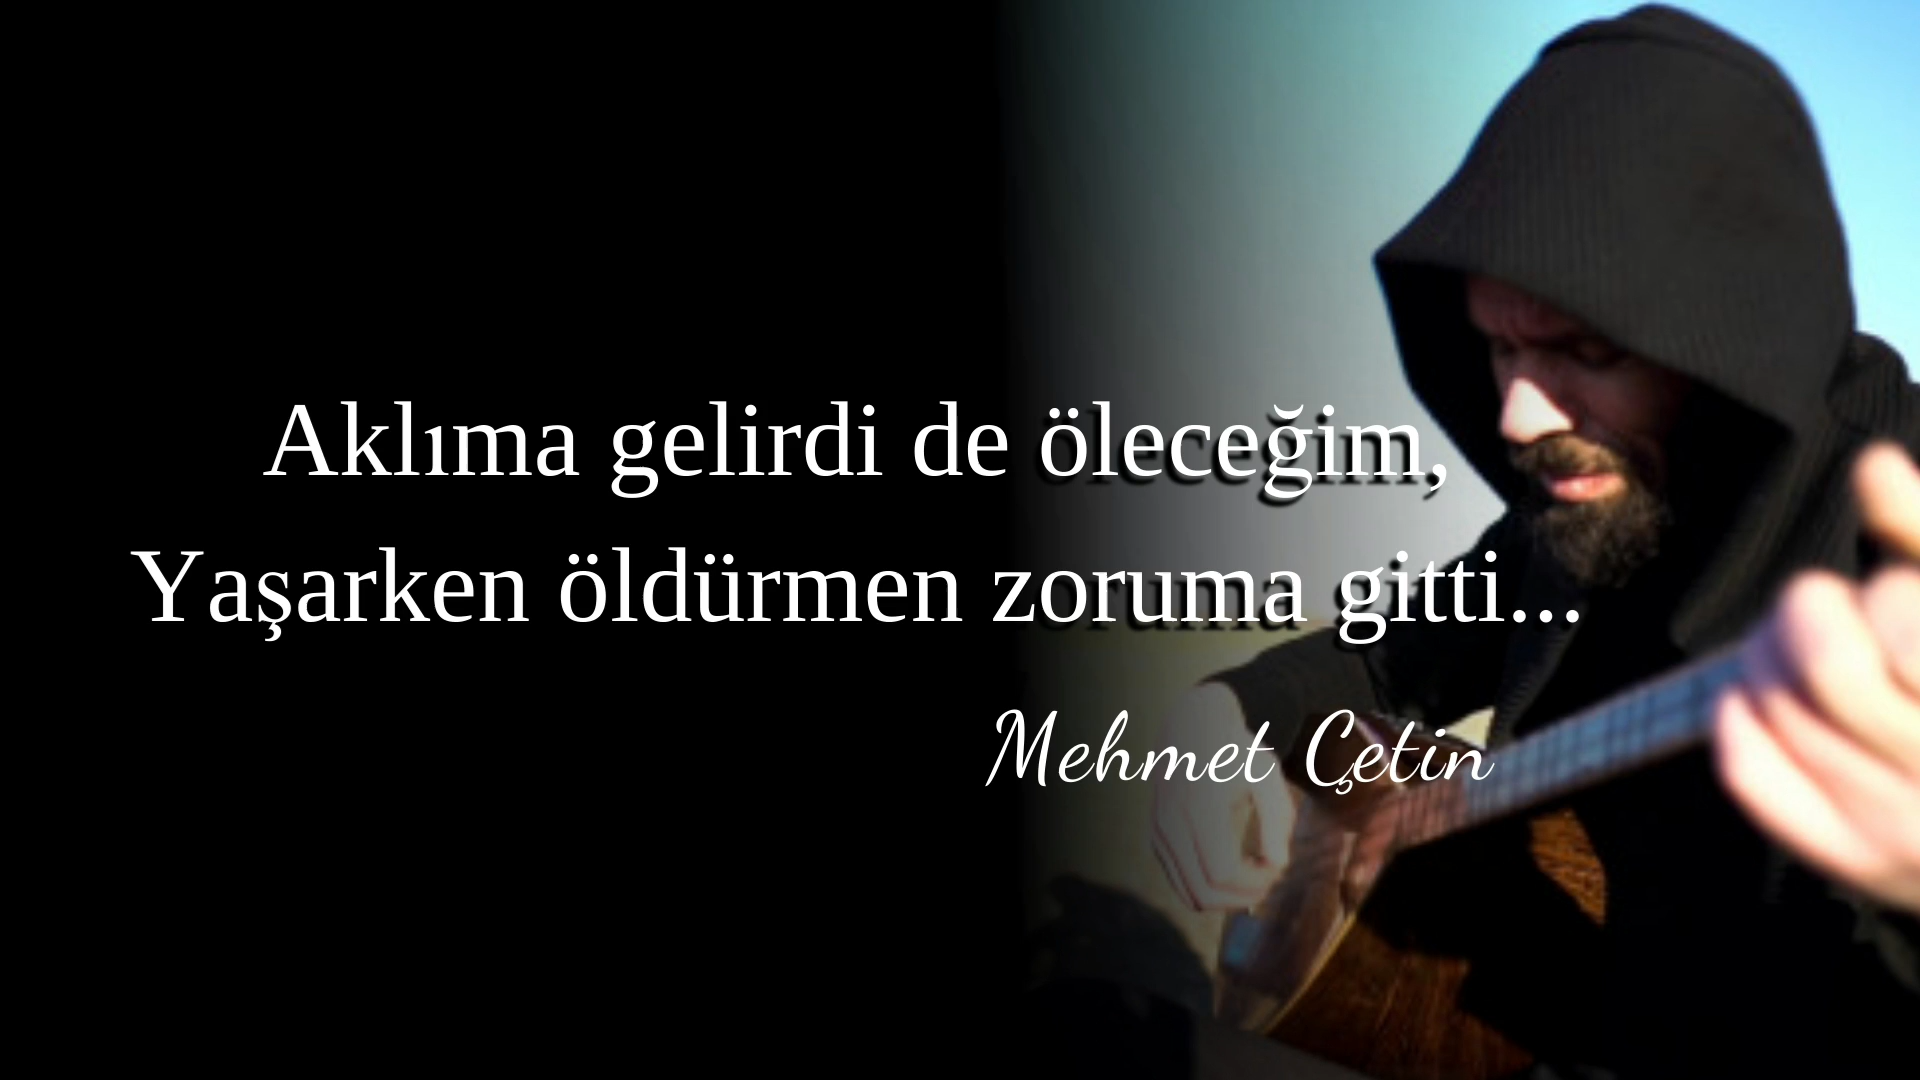 Aklıma gelirdi de öleceğim,
Yaşarken öldürmen zoruma gitti...
Mehmet Çetin